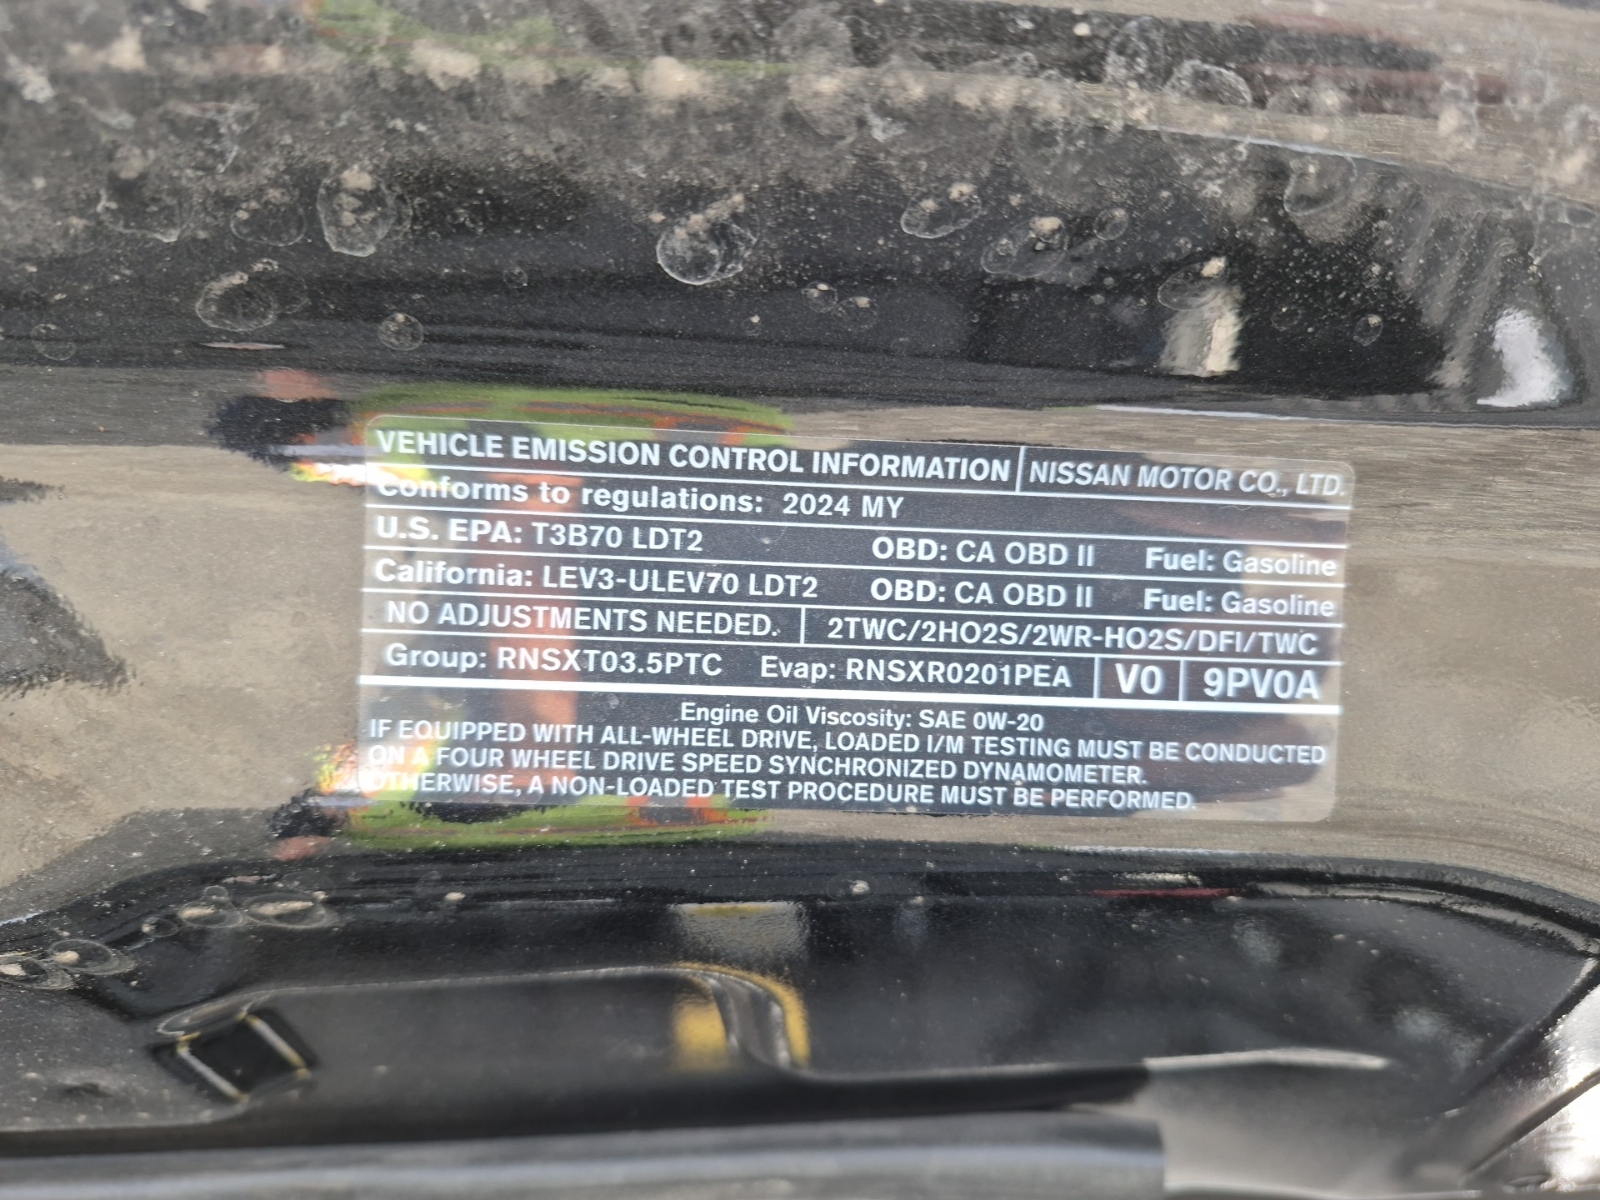 VEHICLE EMISSION CONTROL INFORMATION NISSAN MOTOR CO., LTD.
Conforms to regulations: 2024 MY
U.S. EPA: T3B70 LDT2 OBD: CA OBD II Fuel: Gasoline
California: LEV3-ULEV70 LDT2 OBD: CA OBD II Fuel: Gasoline
NO ADJUSTMENTS NEEDED. 2TWC/2HO2S/2WR-HO2S/DFI/TWC
Group: RNSXT03.5PTC Evap: RNSXR0201PEA V0 9PV0A
Engine Oil Viscosity: SAE 0W-20
IF EQUIPPED WITH ALL-WHEEL DRIVE, LOADED I/M TESTING MUST BE CONDUCTED
ON A FOUR WHEEL DRIVE SPEED SYNCHRONIZED DYNAMOMETER.
OTHERWISE, A NON-LOADED TEST PROCEDURE MUST BE PERFORMED.